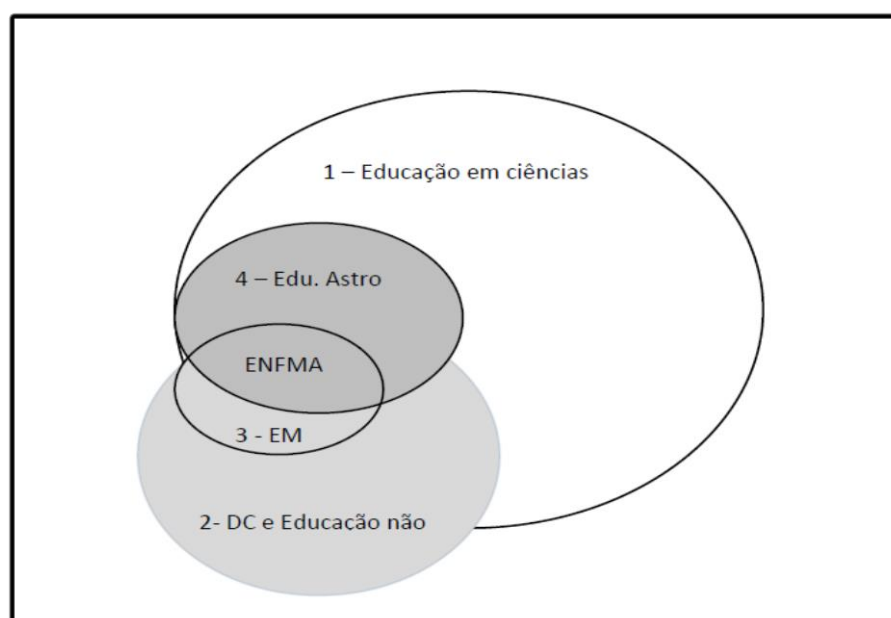 1 – Educação em ciências
4 – Edu. Astro
ENFMA
3 - EM
2- DC e Educação não